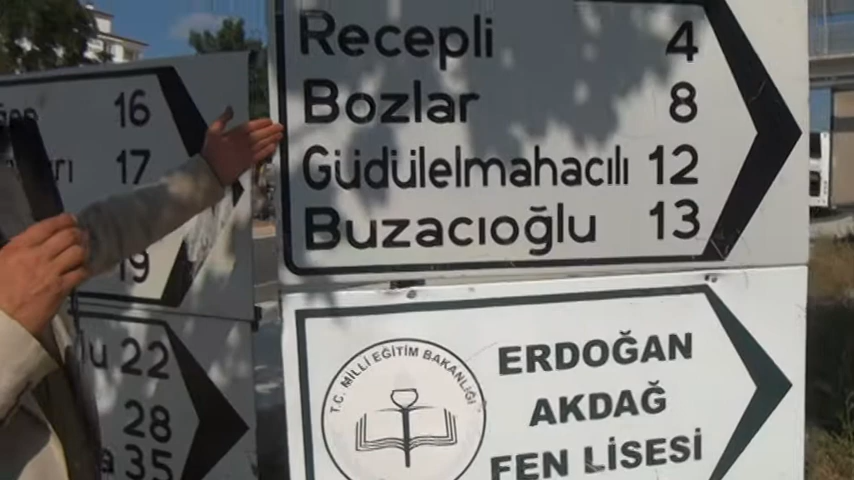 Recepli 4
Bozlar 8
Güdülelmahacılı 12
Buzacıoğlu 13
T.C. MİLLİ EĞİTİM BAKANLIĞI
ERDOĞAN
AKDAĞ
FEN LİSESİ
16
17
19
22
28
35